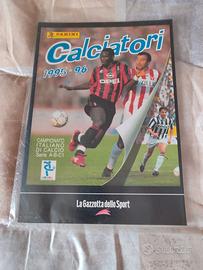 PANINI
Calciatori
1995-96
OPEL
CAMPIONATO
ITALIANO
DI CALCIO
Serie A-B-C1
La Gazzetta dello Sport